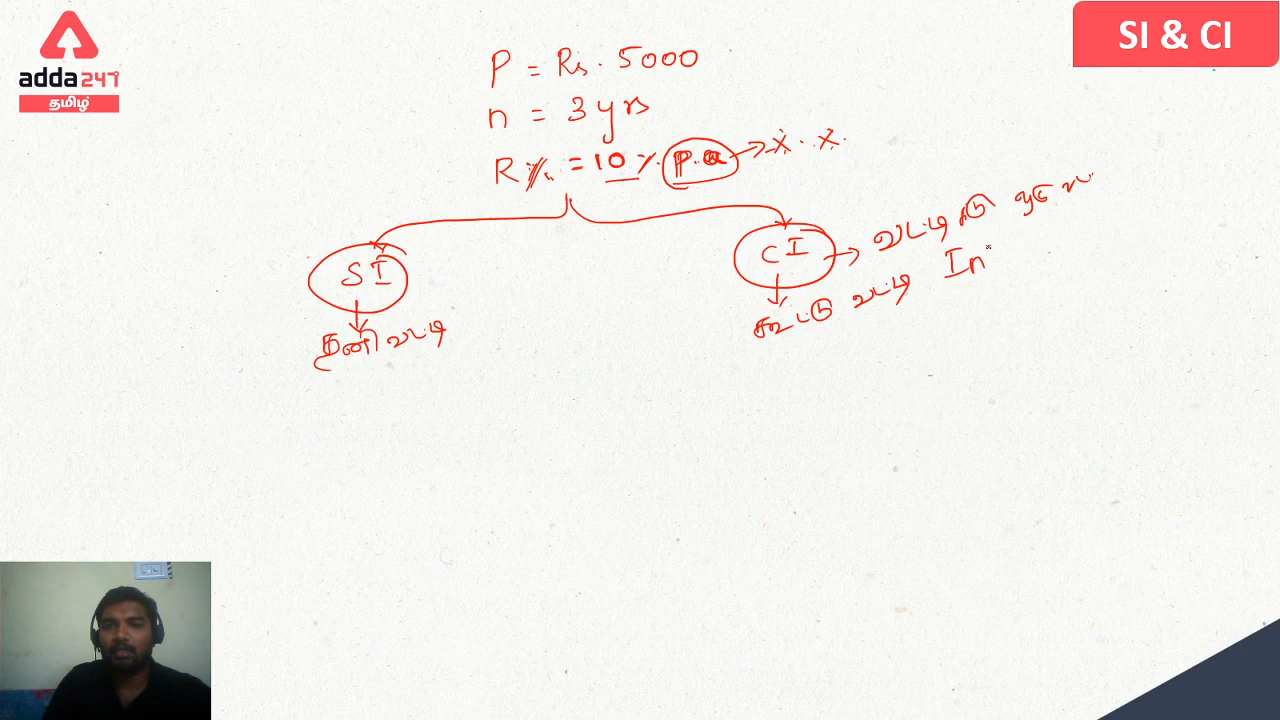 SI & CI
adda247
தமிழ்
P = Rs. 5000
n = 3 yrs
R% = 10% p.a
SI
CI
வட்டி
கூட்டு வட்டி In
தனிவட்டி